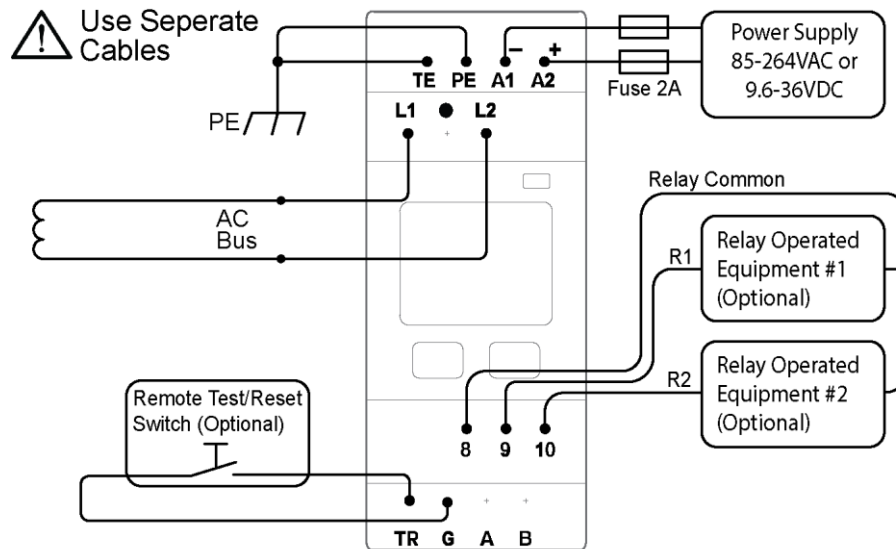 Use Seperate
Cables
Power Supply
85-264VAC or
9.6-36VDC
Fuse 2A
− +
TE PE A1 A2
L1 L2
PE
AC
Bus
Relay Common
R1
Relay Operated
Equipment #1
(Optional)
R2
Relay Operated
Equipment #2
(Optional)
Remote Test/Reset
Switch (Optional)
8 9 10
TR G A B